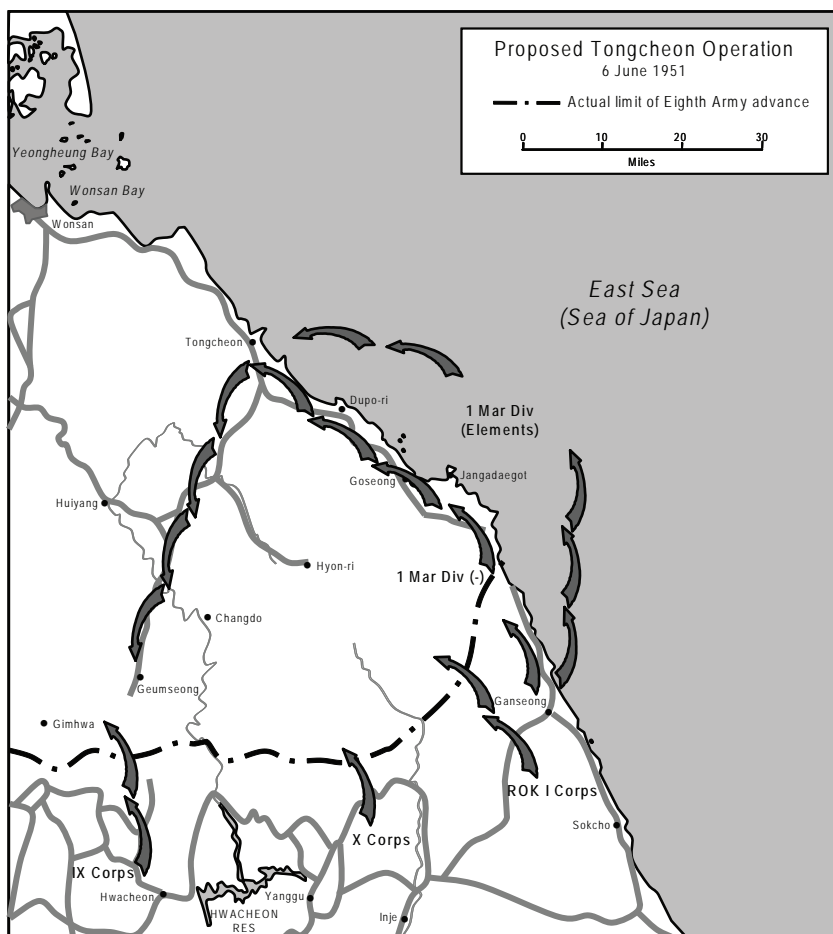 Proposed Tongcheon Operation
6 June 1951
Actual limit of Eighth Army advance
0 10 20 30
Miles
Yeongheung Bay
Wonsan Bay
Wonsan
East Sea
(Sea of Japan)
Tongcheon
Dupo-ri
1 Mar Div
(Elements)
Goseong
Jangadaegot
Huiyang
Hyon-ri
1 Mar Div (-)
Changdo
Geumseong
Ganseong
Gimhwa
ROK I Corps
Sokcho
X Corps
IX Corps
Hwacheon
Yanggu
HWACHEON
RES
Inje